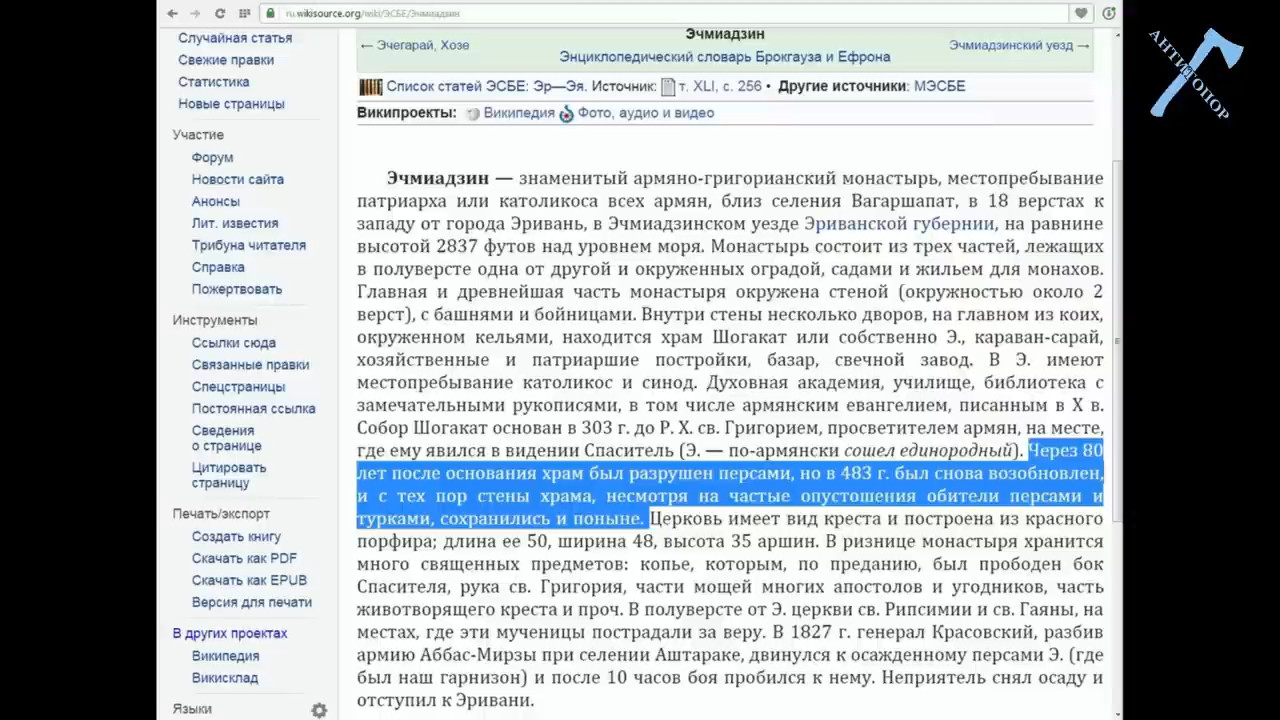 ru.wikisource.org/wiki/ЭСБЕ/Эчмиадзин
АНТИТОПОР
Случайная статья
Свежие правки
Статистика
Новые страницы
Участие
Форум
Новости сайта
Анонсы
Лит. известия
Трибуна читателя
Справка
Пожертвовать
Инструменты
Ссылки сюда
Связанные правки
Спецстраницы
Постоянная ссылка
Сведения
о странице
Цитировать
страницу
Печать/экспорт
Создать книгу
Скачать как PDF
Скачать как EPUB
Версия для печати
В других проектах
Википедия
Викисклад
Языки
Эчмиадзин
← Эчегарай, Хозе
Эчмиадзинский уезд →
Энциклопедический словарь Брокгауза и Ефрона
Список статей ЭСБЕ: Эр—Эя. Источник: т. XLI, с. 256 • Другие источники: МЭСБЕ
Википроекты: Википедия Фото, аудио и видео
Эчмиадзин — знаменитый армяно-григорианский монастырь, местопребывание
патриарха или католикоса всех армян, близ селения Вагаршапат, в 18 верстах к
западу от города Эривань, в Эчмиадзинском уезде Эриванской губернии, на равнине
высотой 2837 футов над уровнем моря. Монастырь состоит из трех частей, лежащих
в полуверсте одна от другой и окруженных оградой, садами и жильем для монахов.
Главная и древнейшая часть монастыря окружена стеной (окружностью около 2
верст), с башнями и бойницами. Внутри стены несколько дворов, на главном из коих,
окруженном кельями, находится храм Шогакат или собственно Э., караван-сарай,
хозяйственные и патриаршие постройки, базар, свечной завод. В Э. имеют
местопребывание католикос и синод. Духовная академия, училище, библиотека с
замечательными рукописями, в том числе армянским евангелием, писанным в X в.
Собор Шогакат основан в 303 г. до Р. Х. св. Григорием, просветителем армян, на месте,
где ему явился в видении Спаситель (Э. — по-армянски сошел единородный). Через 80
лет после основания храм был разрушен персами, но в 483 г. был снова возобновлен,
и с тех пор стены храма, несмотря на частые опустошения обители персами и
турками, сохранились и поныне. Церковь имеет вид креста и построена из красного
порфира; длина ее 50, ширина 48, высота 35 аршин. В ризнице монастыря хранится
много священных предметов: копье, которым, по преданию, был прободен бок
Спасителя, рука св. Григория, части мощей многих апостолов и угодников, часть
животворящего креста и проч. В полуверсте от Э. церкви св. Рипсимии и св. Гаяны, на
местах, где эти мученицы пострадали за веру. В 1827 г. генерал Красовский, разбив
армию Аббас-Мирзы при селении Аштараке, двинулся к осажденному персами Э. (где
был наш гарнизон) и после 10 часов боя пробился к нему. Неприятель снял осаду и
отступил к Эривани.